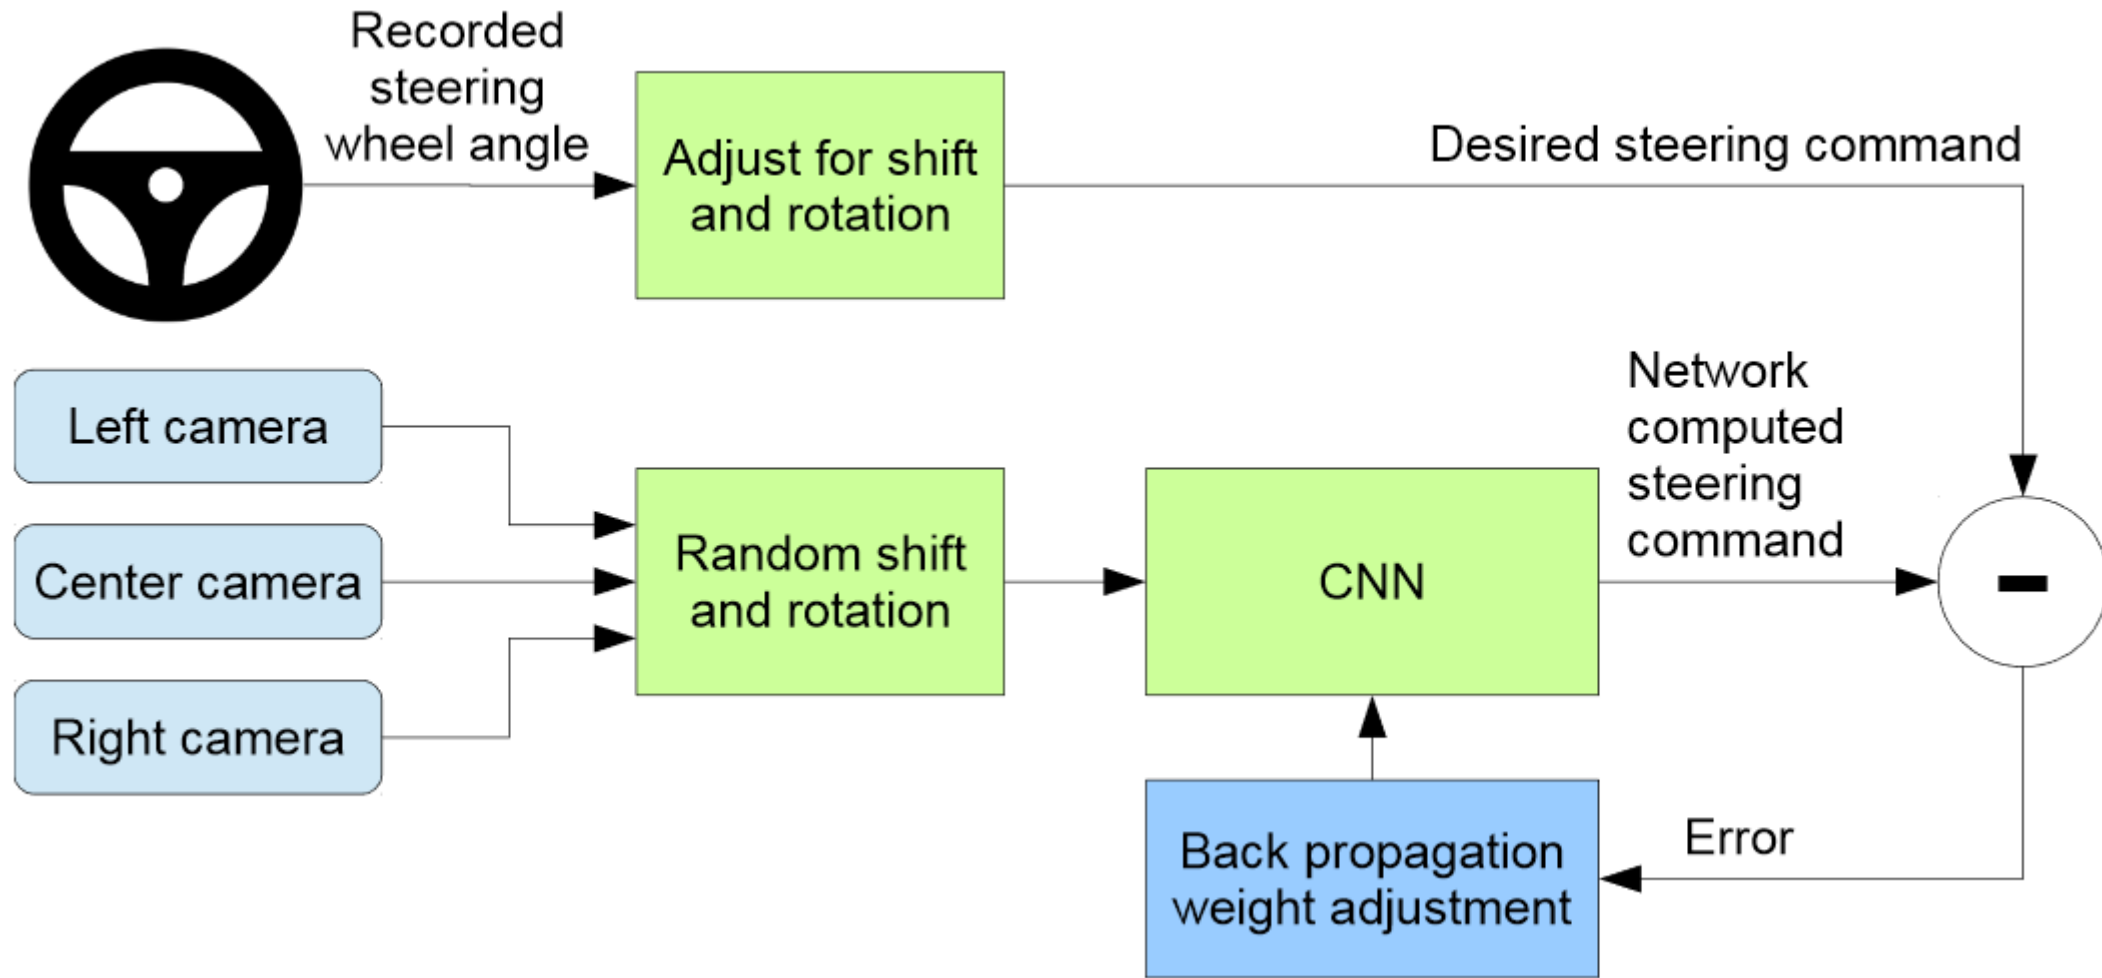 Recorded
steering
wheel angle
Adjust for shift
and rotation
Desired steering command
Left camera
Center camera
Right camera
Random shift
and rotation
CNN
Network
computed
steering
command
-
Back propagation
weight adjustment
Error